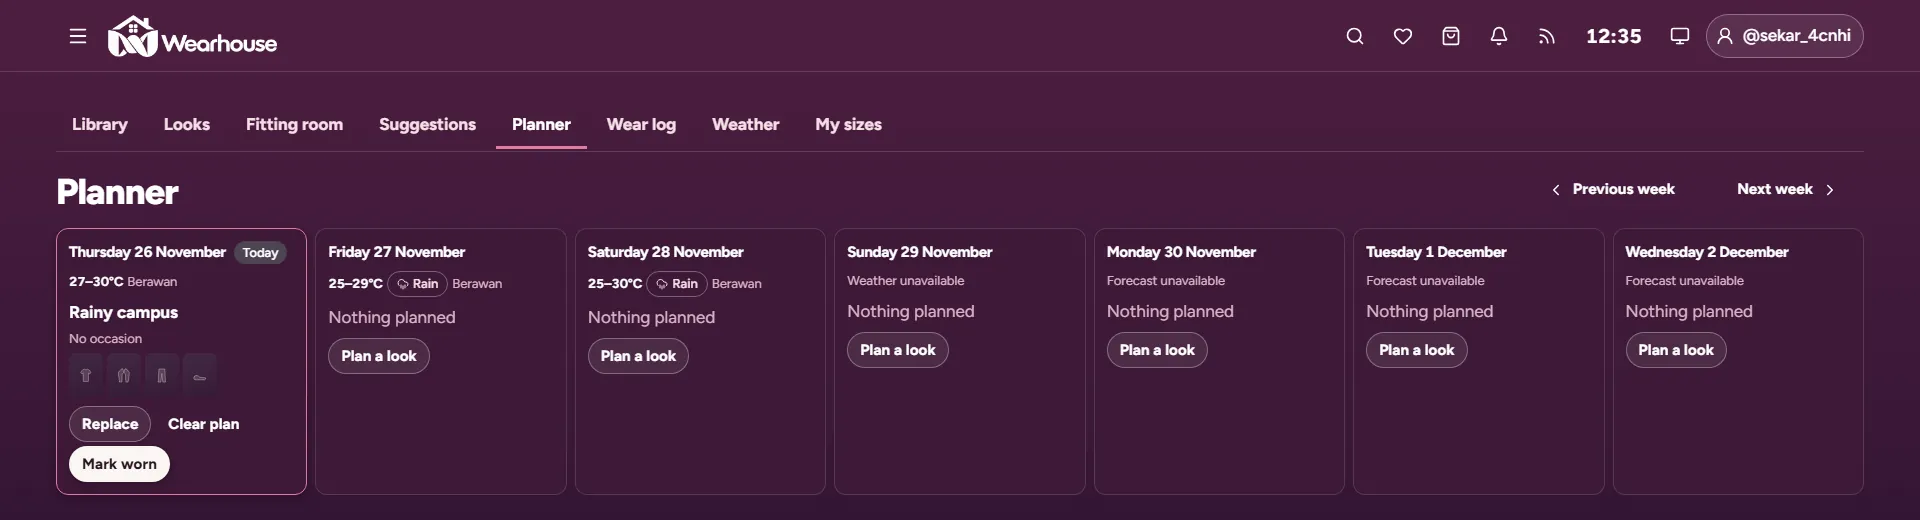 Wearhouse
12:35
@sekar_4cnhi
Library
Looks
Fitting room
Suggestions
Planner
Wear log
Weather
My sizes
Planner
Previous week
Next week
Thursday 26 November
Today
27–30°C Berawan
Rainy campus
No occasion
Replace
Clear plan
Mark worn
Friday 27 November
25–29°C Rain Berawan
Nothing planned
Plan a look
Saturday 28 November
25–30°C Rain Berawan
Nothing planned
Plan a look
Sunday 29 November
Weather unavailable
Nothing planned
Plan a look
Monday 30 November
Forecast unavailable
Nothing planned
Plan a look
Tuesday 1 December
Forecast unavailable
Nothing planned
Plan a look
Wednesday 2 December
Forecast unavailable
Nothing planned
Plan a look